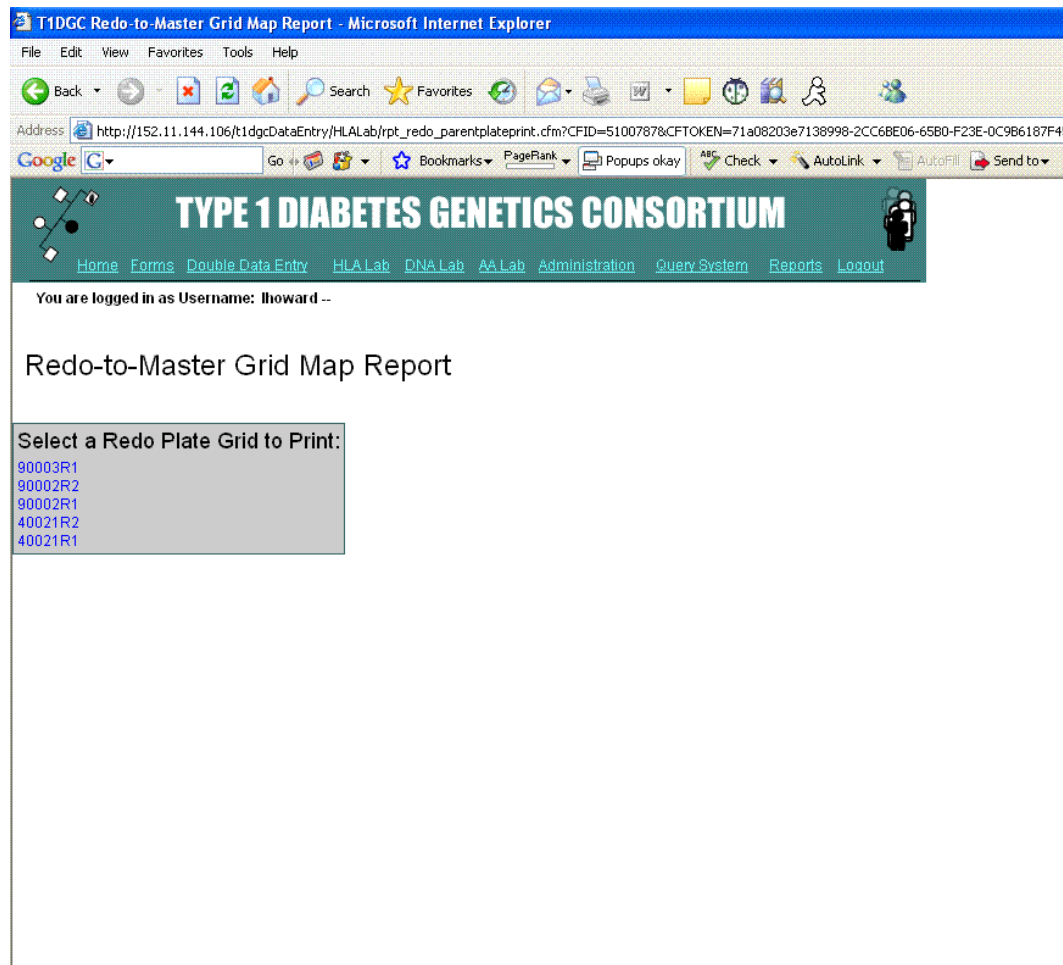 T1DGC Redo-to-Master Grid Map Report - Microsoft Internet Explorer
File Edit View Favorites Tools Help
Back Search Favorites
Address http://152.11.144.106/t1dgcDataEntry/HLALab/rpt_redo_parentplateprint.cfm?CFID=5100787&CFTOKEN=71a08203e7138998-2CC6BE06-65B0-F23E-0C9B6187F4
Google G Go Bookmarks PageRank Popups okay ABC Check AutoLink AutoFill Send to
TYPE 1 DIABETES GENETICS CONSORTIUM
Home Forms Double Data Entry HLA Lab DNA Lab AA Lab Administration Query System Reports Logout
You are logged in as Username: lhoward --
Redo-to-Master Grid Map Report
Select a Redo Plate Grid to Print:
90003R1
90002R2
90002R1
40021R2
40021R1